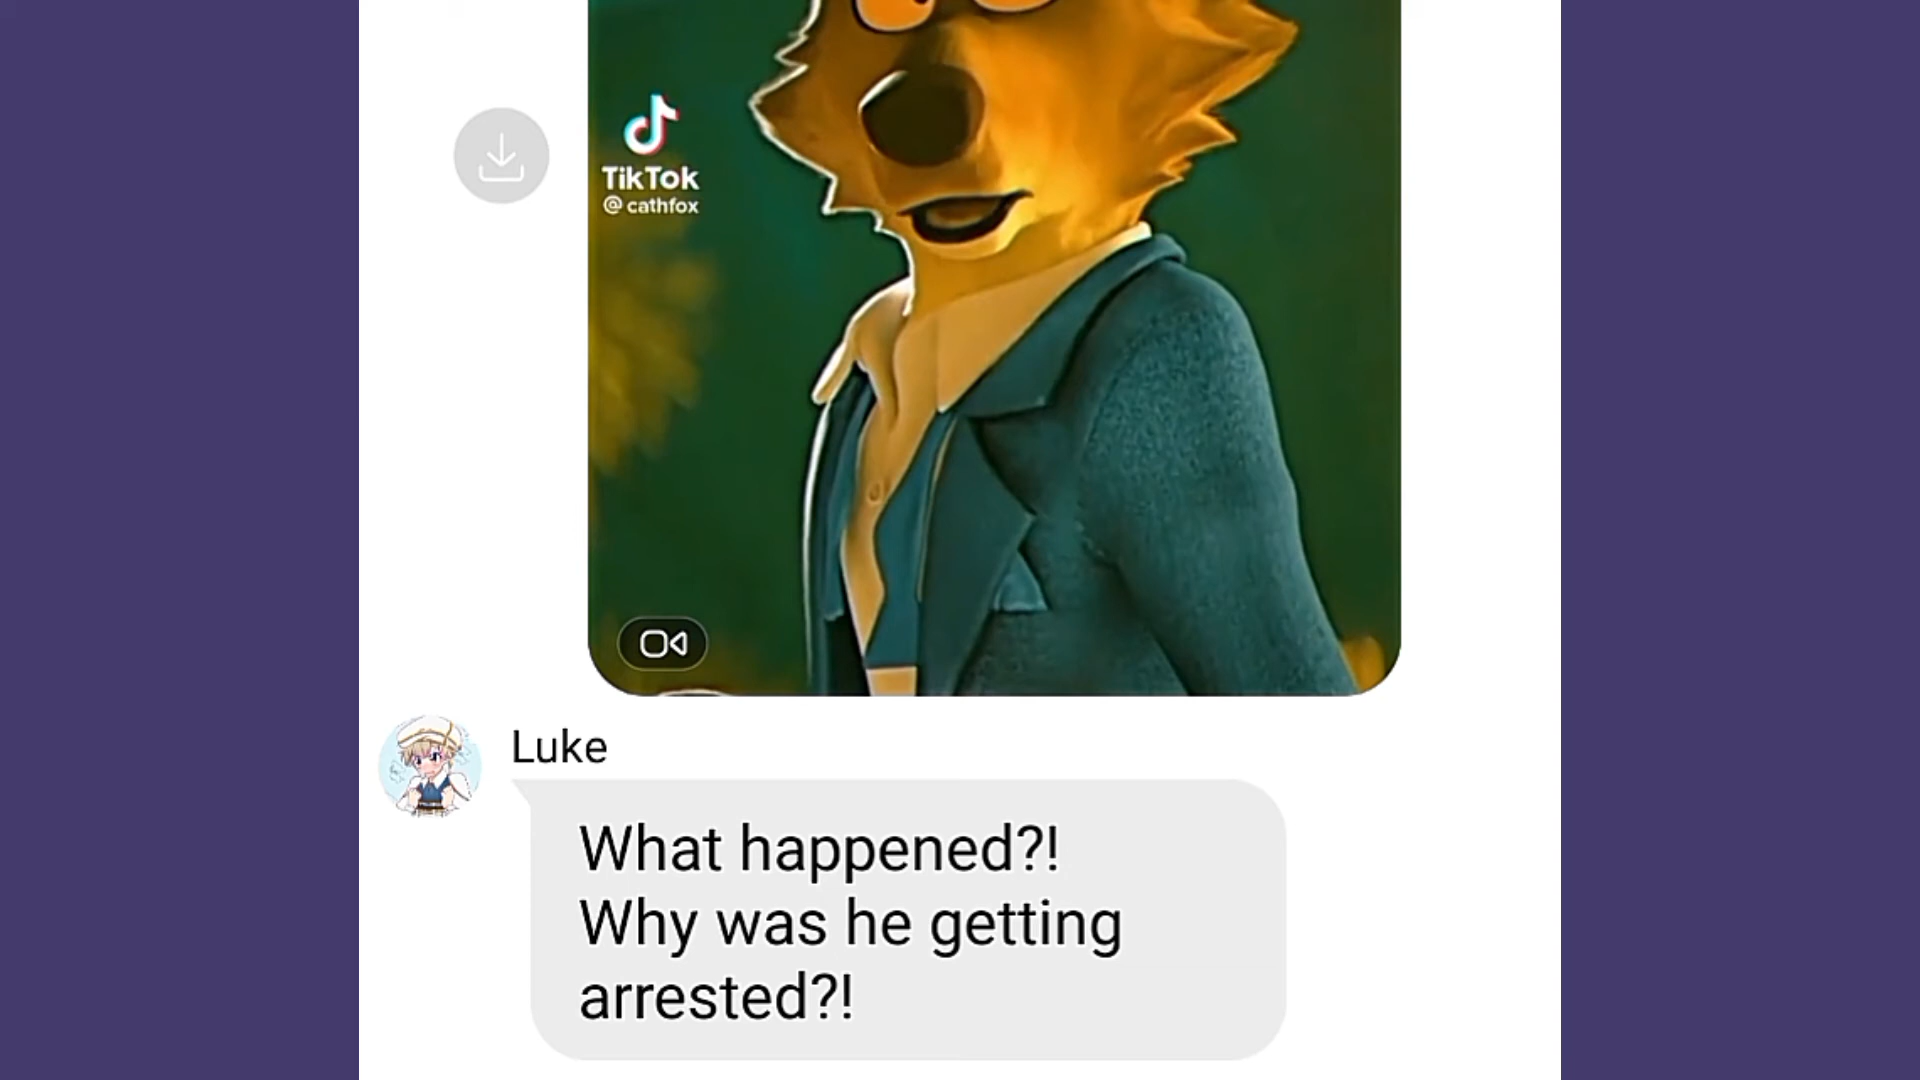 TikTok
@cathfox
Luke
What happened?!
Why was he getting
arrested?!